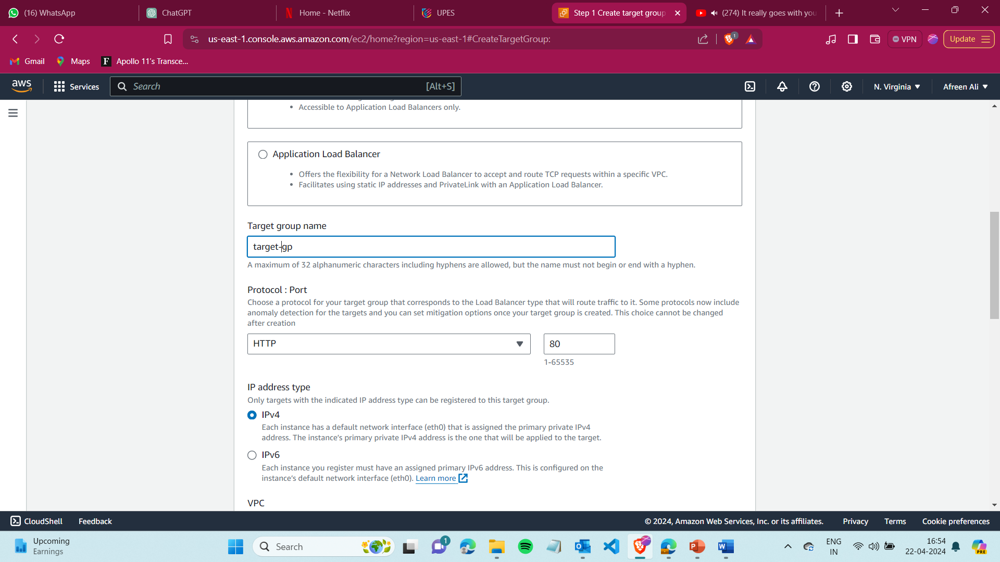 (16) WhatsApp
ChatGPT
Home - Netflix
UPES
Step 1 Create target group
(274) It really goes with you
us-east-1.console.aws.amazon.com/ec2/home?region=us-east-1#CreateTargetGroup:
1
VPN
Update
Gmail
Maps
F
Apollo 11's Transce...
aws
Services
Search
[Alt+S]
N. Virginia
Afreen Ali
• Accessible to Application Load Balancers only.
Application Load Balancer
• Offers the flexibility for a Network Load Balancer to accept and route TCP requests within a specific VPC.
• Facilitates using static IP addresses and PrivateLink with an Application Load Balancer.
Target group name
target-gp
A maximum of 32 alphanumeric characters including hyphens are allowed, but the name must not begin or end with a hyphen.
Protocol : Port
Choose a protocol for your target group that corresponds to the Load Balancer type that will route traffic to it. Some protocols now include
anomaly detection for the targets and you can set mitigation options once your target group is created. This choice cannot be changed
after creation
HTTP
80
1-65535
IP address type
Only targets with the indicated IP address type can be registered to this target group.
IPv4
Each instance has a default network interface (eth0) that is assigned the primary private IPv4
address. The instance's primary private IPv4 address is the one that will be applied to the target.
IPv6
Each instance you register must have an assigned primary IPv6 address. This is configured on the
instance's default network interface (eth0). Learn more
VPC
CloudShell
Feedback
© 2024, Amazon Web Services, Inc. or its affiliates.
Privacy
Terms
Cookie preferences
Upcoming
Earnings
Search
1
ENG
IN
16:54
22-04-2024
PRE